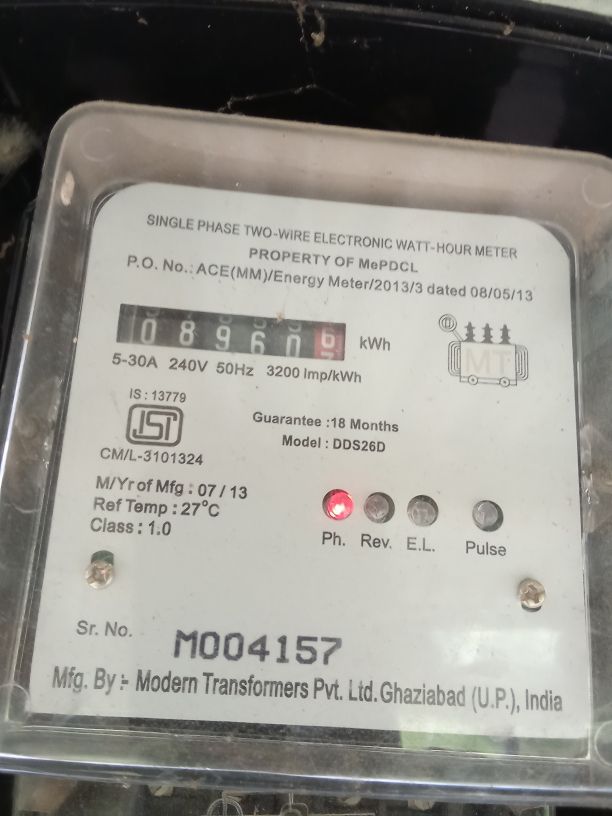 SINGLE PHASE TWO-WIRE ELECTRONIC WATT-HOUR METER
PROPERTY OF MePDCL
P.O. No.: ACE(MM)/Energy Meter/2013/3 dated 08/05/13
08960 6 kWh
5-30A 240V 50Hz 3200 Imp/kWh
MT
IS : 13779
ISI
CM/L-3101324
Guarantee :18 Months
Model : DDS26D
M/Yr of Mfg : 07 / 13
Ref Temp : 27°C
Class : 1.0
Ph. Rev. E.L. Pulse
Sr. No. M004157
Mfg. By :- Modern Transformers Pvt. Ltd. Ghaziabad (U.P.), India